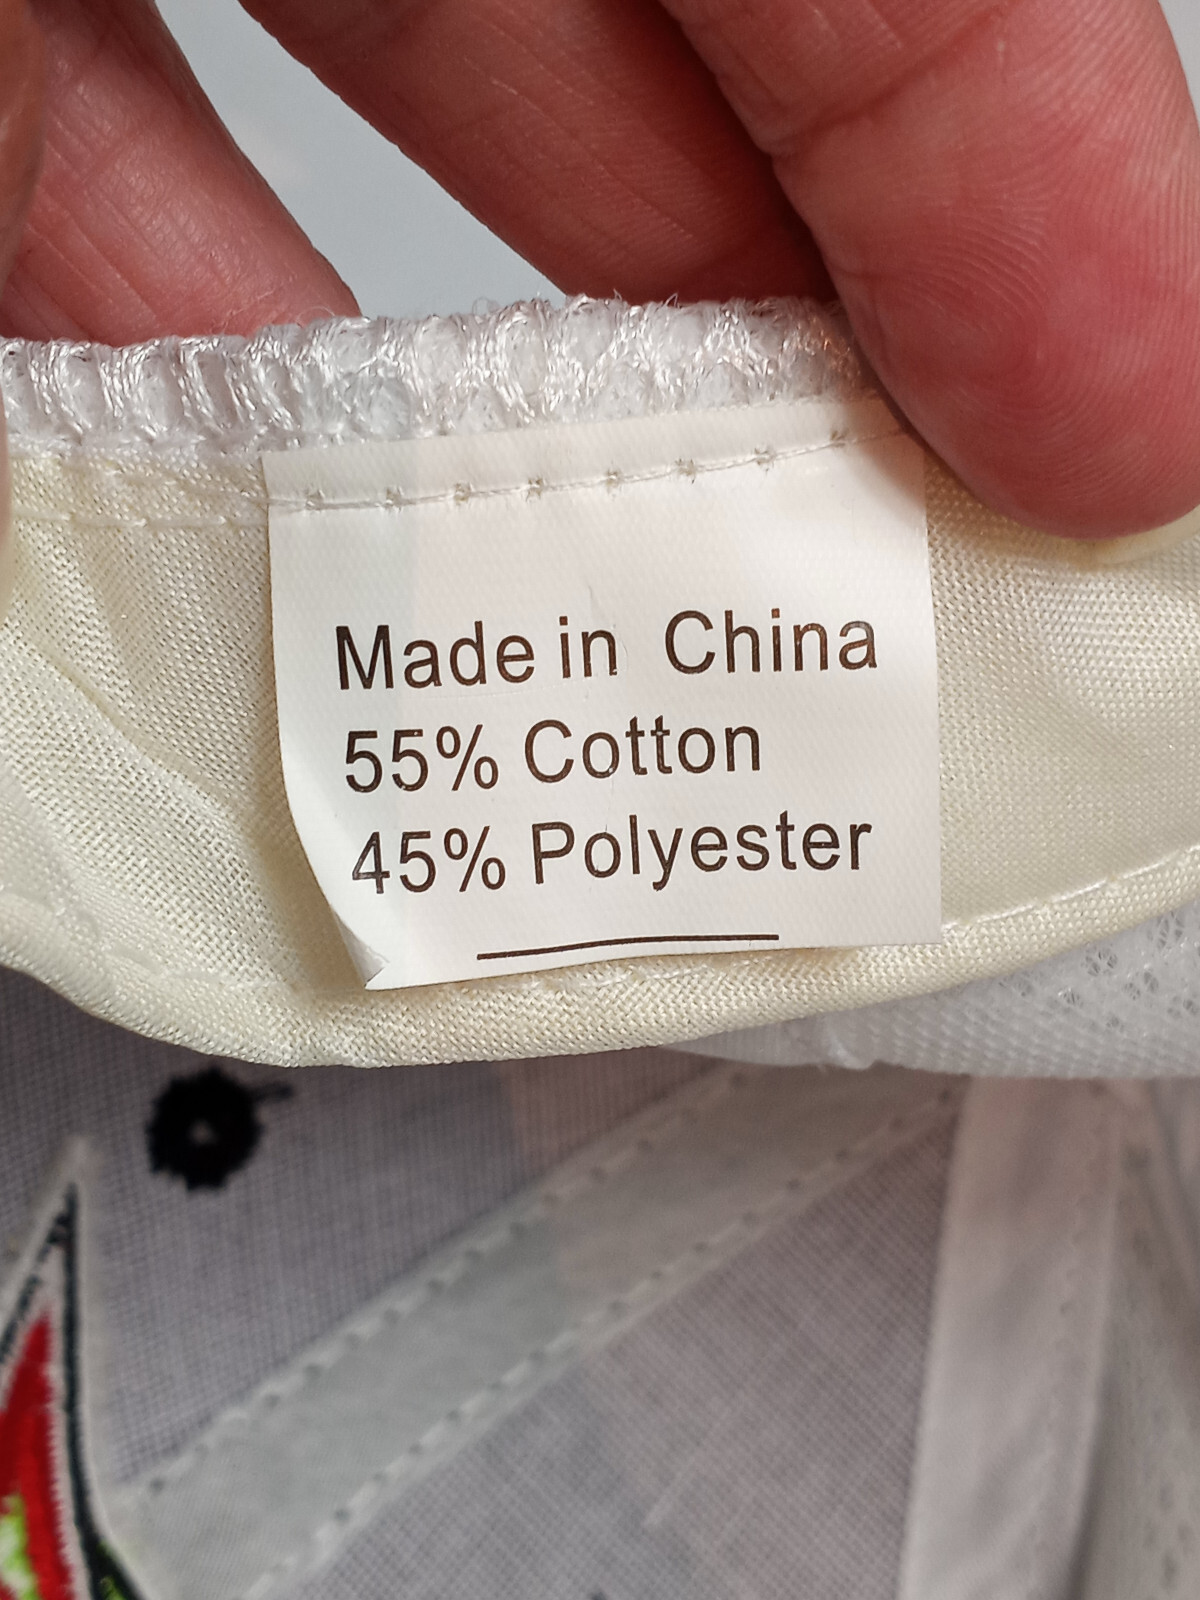 Made in China
55% Cotton
45% Polyester